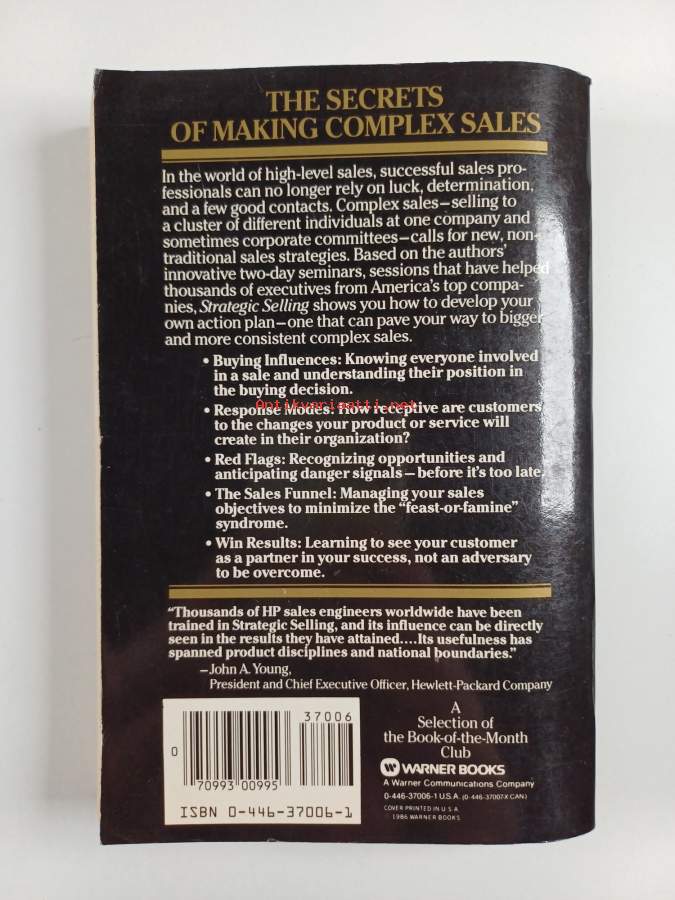 THE SECRETS
OF MAKING COMPLEX SALES
In the world of high-level sales, successful sales pro-
fessionals can no longer rely on luck, determination,
and a few good contacts. Complex sales—selling to
a cluster of different individuals at one company and
sometimes corporate committees—calls for new, non-
traditional sales strategies. Based on the authors'
innovative two-day seminars, sessions that have helped
thousands of executives from America's top compa-
nies, Strategic Selling shows you how to develop your
own action plan—one that can pave your way to bigger
and more consistent complex sales.
• Buying Influences: Knowing everyone involved
in a sale and understanding their position in
the buying decision.
Antikvariaatti.net
• Response Modes: How receptive are customers
to the changes your product or service will
create in their organization?
• Red Flags: Recognizing opportunities and
anticipating danger signals—before it's too late.
• The Sales Funnel: Managing your sales
objectives to minimize the "feast-or-famine"
syndrome.
• Win Results: Learning to see your customer
as a partner in your success, not an adversary
to be overcome.
"Thousands of HP sales engineers worldwide have been
trained in Strategic Selling, and its influence can be directly
seen in the results they have attained....Its usefulness has
spanned product disciplines and national boundaries."
—John A. Young,
President and Chief Executive Officer, Hewlett-Packard Company
37006
0
70993 00995
ISBN 0-446-37006-1
A
Selection of
the Book-of-the-Month
Club
WARNER BOOKS
A Warner Communications Company
0-446-37006-1 U.S.A. (0-446-37007-X CAN.)
COVER PRINTED IN U.S.A.
© 1986 WARNER BOOKS